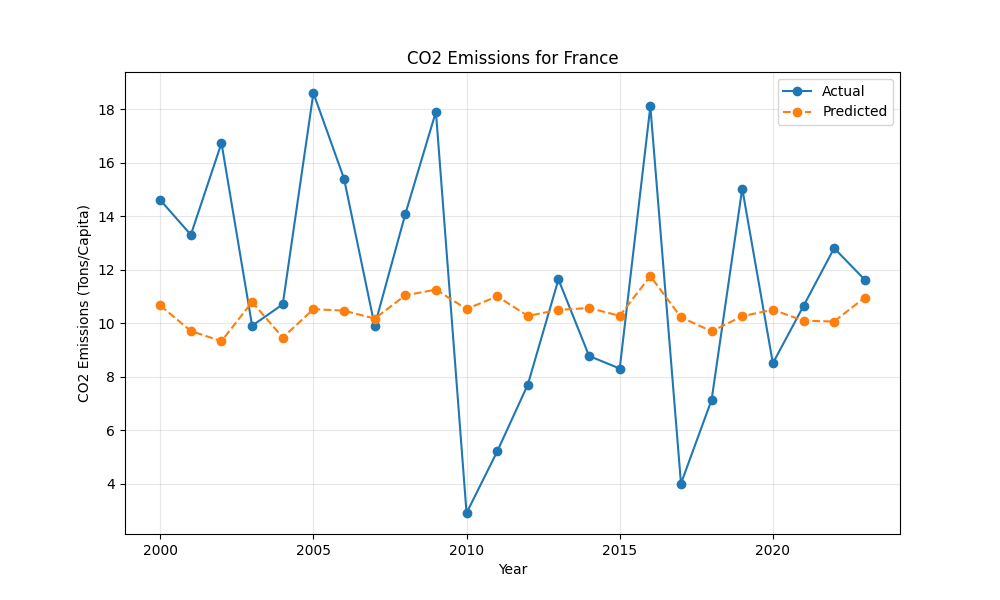 CO2 Emissions for France
Actual
Predicted
CO2 Emissions (Tons/Capita)
18
16
14
12
10
8
6
4
2000
2005
2010
2015
2020
Year